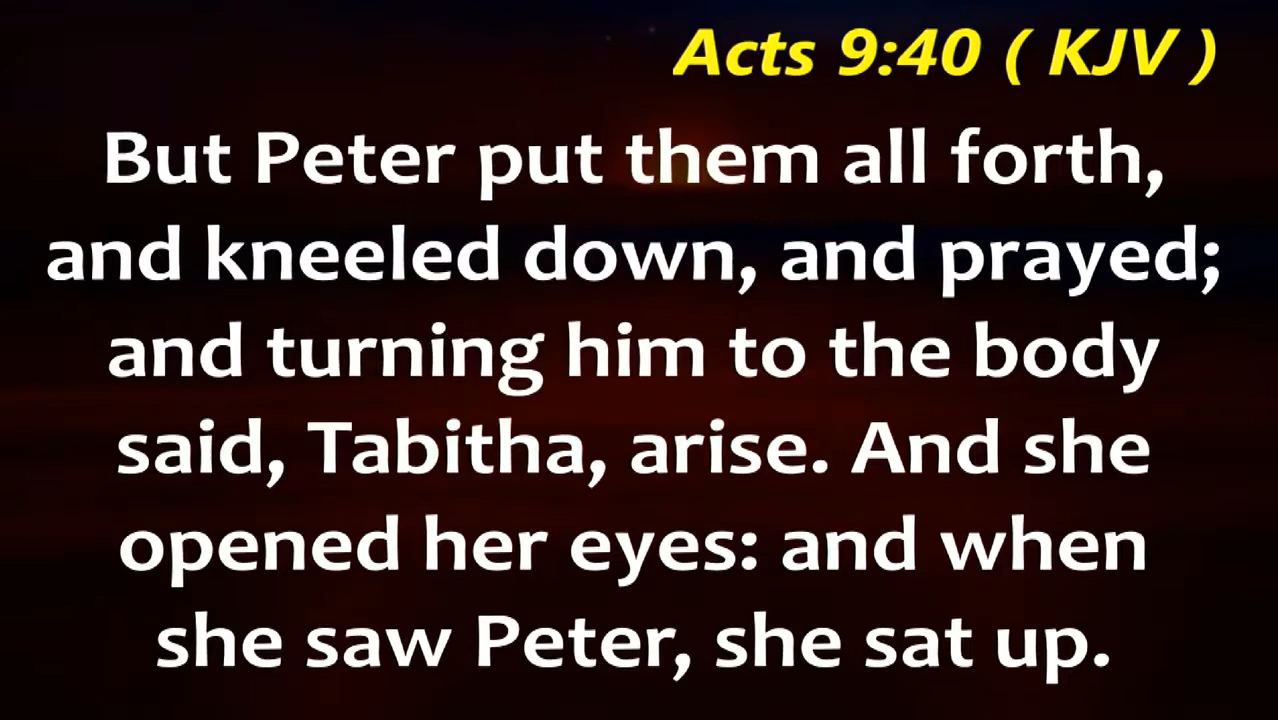 Acts 9:40 ( KJV )
But Peter put them all forth,
and kneeled down, and prayed;
and turning him to the body
said, Tabitha, arise. And she
opened her eyes: and when
she saw Peter, she sat up.